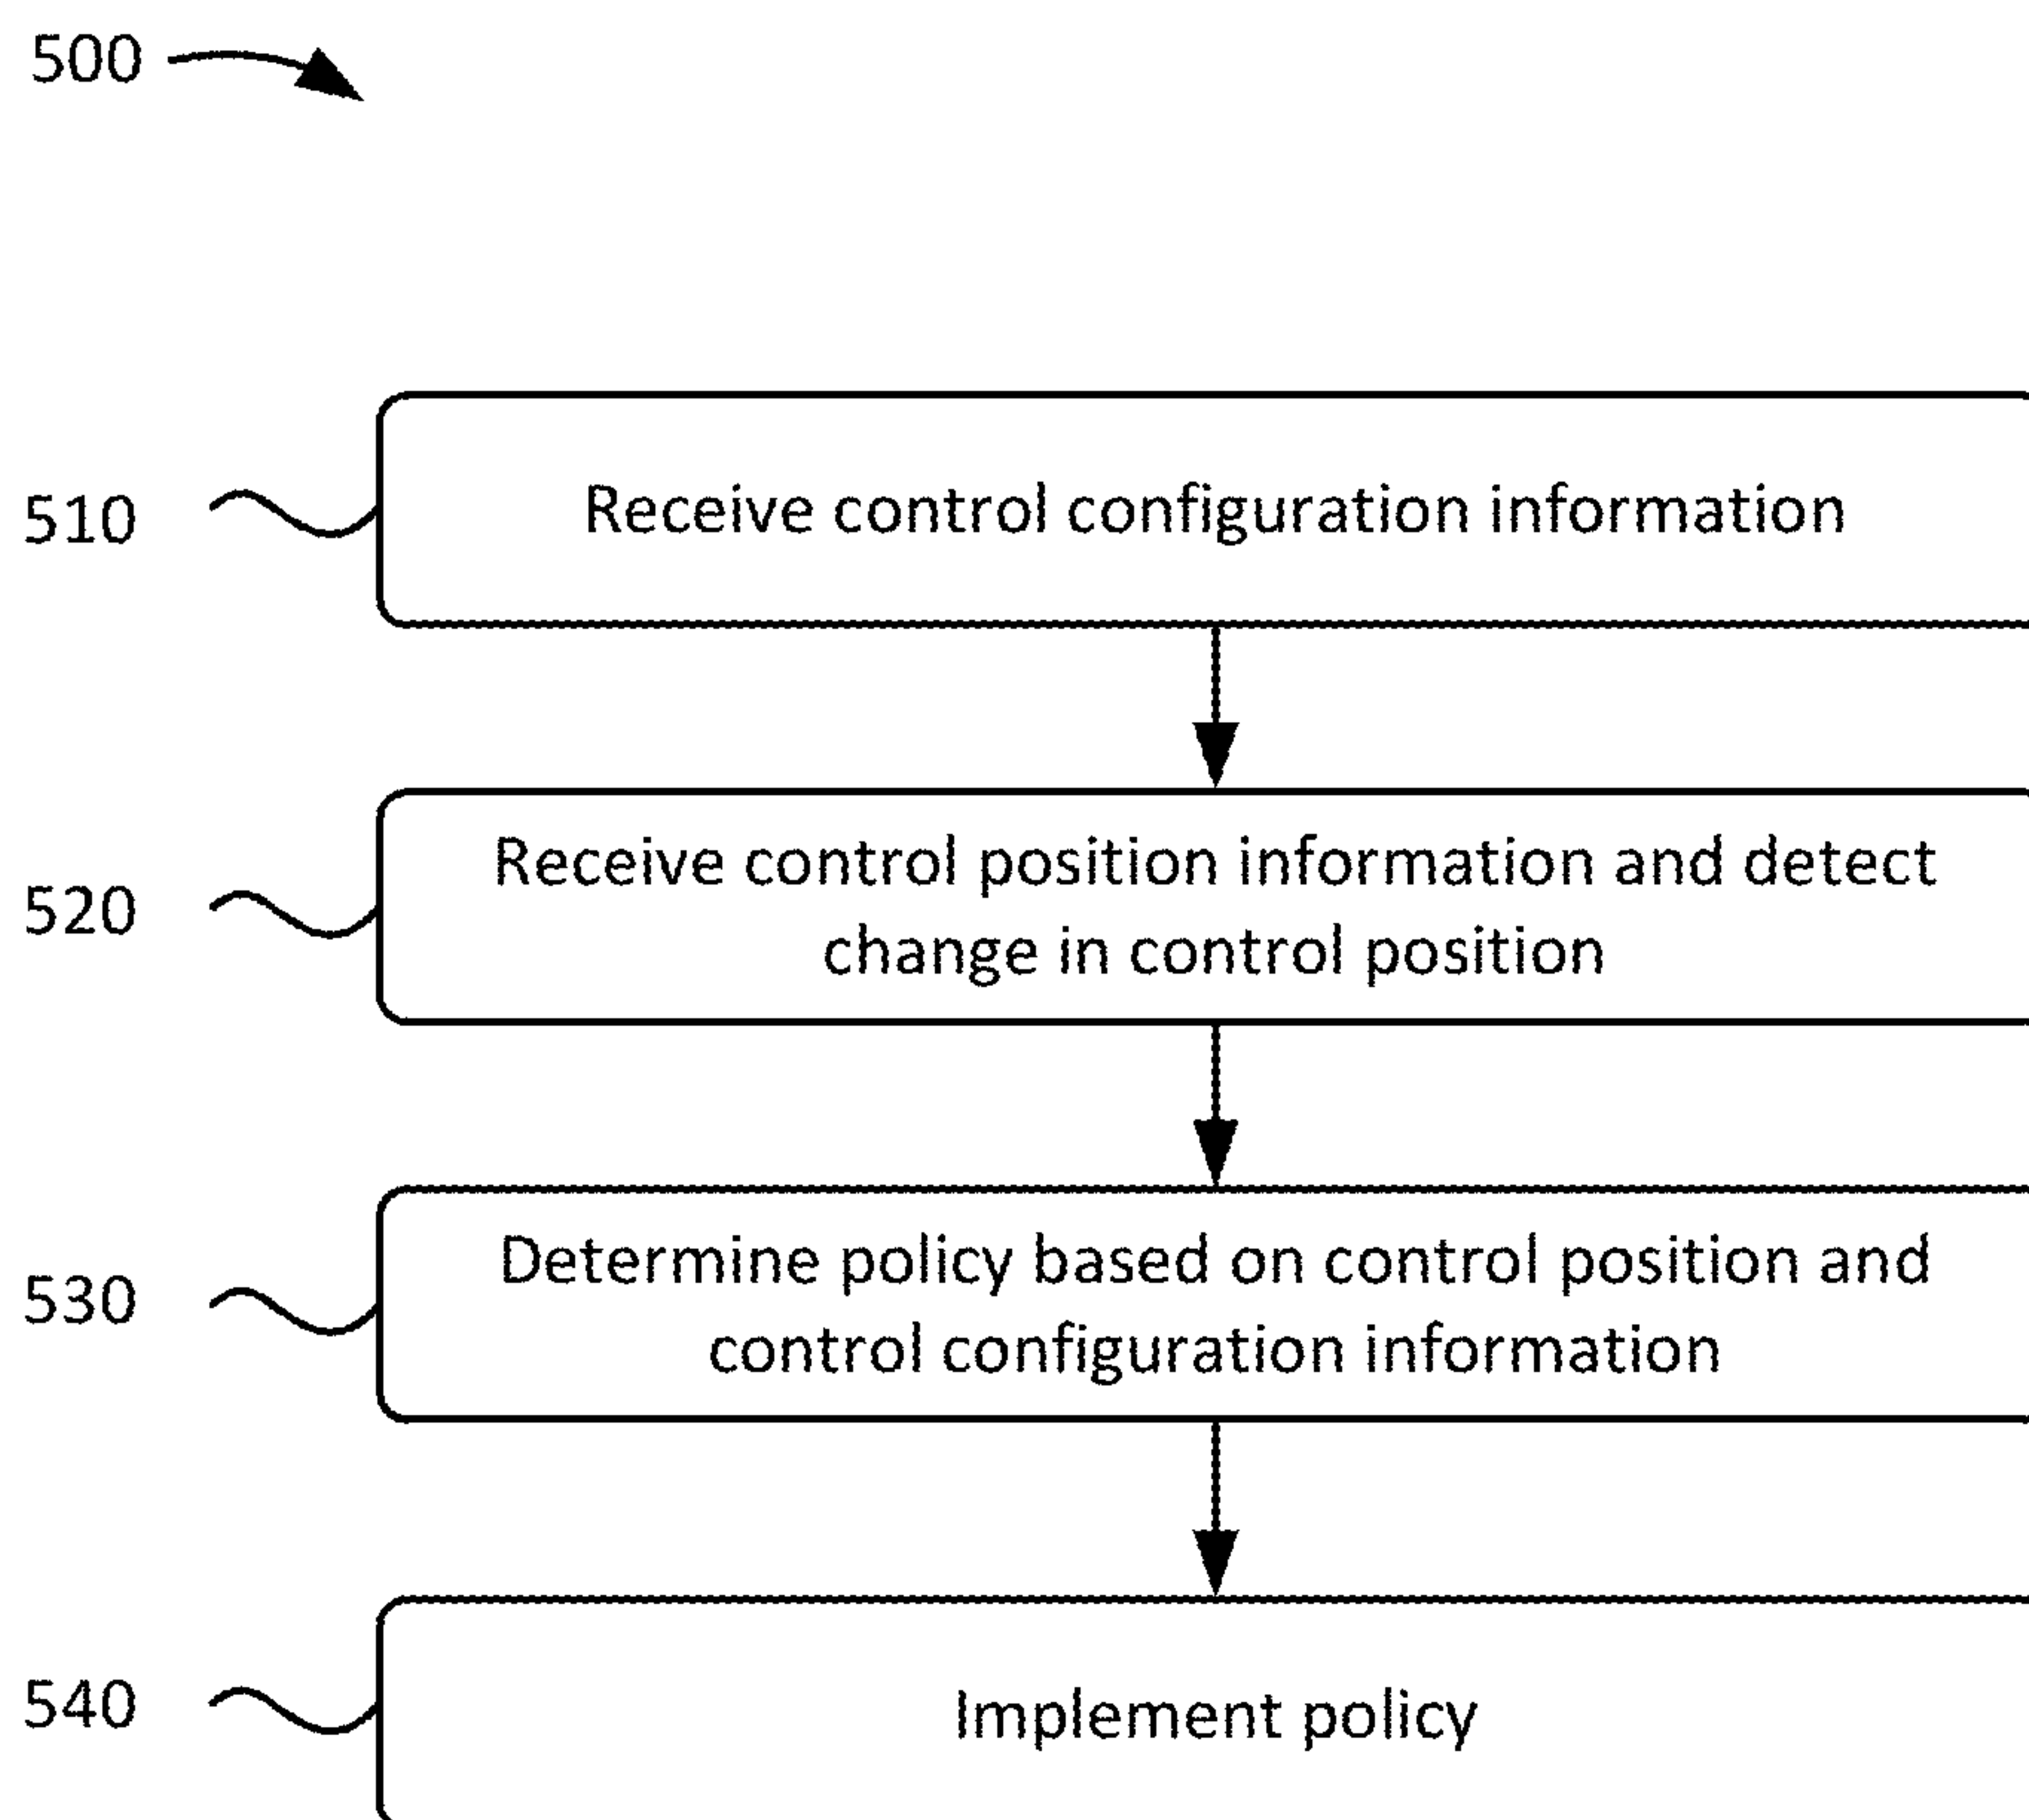 500
510
Receive control configuration information
520
Receive control position information and detect
change in control position
530
Determine policy based on control position and
control configuration information
540
Implement policy